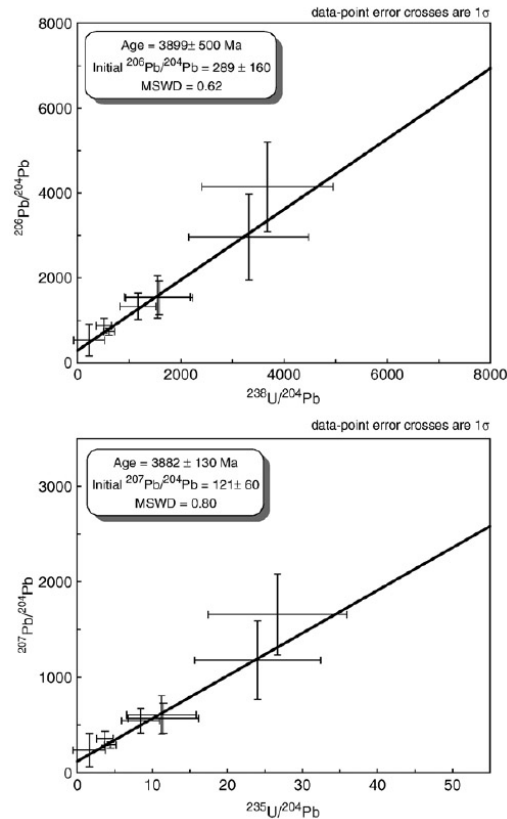 data-point error crosses are 1σ
8000
Age = 3899± 500 Ma
Initial ²⁰⁶Pb/²⁰⁴Pb = 289 ± 160
MSWD = 0.62
6000
²⁰⁶Pb/²⁰⁴Pb
4000
2000
0
0 2000 4000 6000 8000
²³⁸U/²⁰⁴Pb
data-point error crosses are 1σ
Age = 3882 ± 130 Ma
Initial ²⁰⁷Pb/²⁰⁴Pb = 121± 60
MSWD = 0.80
3000
²⁰⁷Pb/²⁰⁴Pb
2000
1000
0
0 10 20 30 40 50
²³⁵U/²⁰⁴Pb